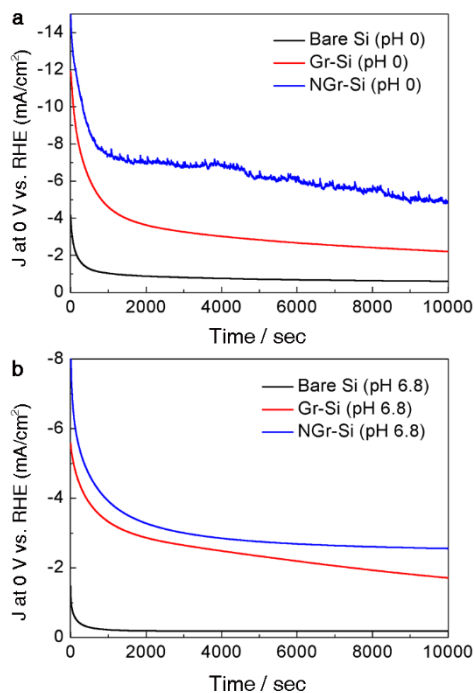 a
J at 0 V vs. RHE (mA/cm²)
-14
-12
-10
-8
-6
-4
-2
0
Bare Si (pH 0)
Gr-Si (pH 0)
NGr-Si (pH 0)
0 2000 4000 6000 8000 10000
Time / sec
b
J at 0 V vs. RHE (mA/cm²)
-8
-6
-4
-2
0
Bare Si (pH 6.8)
Gr-Si (pH 6.8)
NGr-Si (pH 6.8)
0 2000 4000 6000 8000 10000
Time / sec